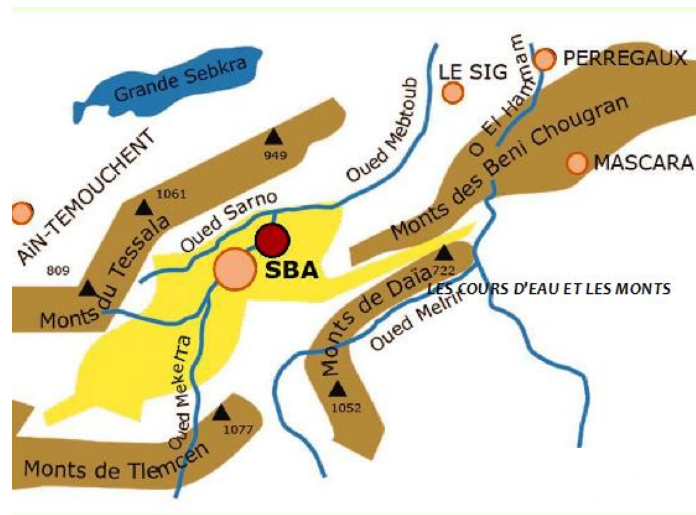 Grande Sebkra
LE SIG
PERREGAUX
O El Hammam
Oued Mebtoub
949
AiN-TEMOUCHENT
1061
Oued Sarno
MASCARA
Monts des Beni Chougran
809
Monts du Tessala
SBA
722
LES COURS D'EAU ET LES MONTS
Monts de Daïa
Oued Melrir
Oued Mekerra
1052
1077
Monts de Tlemcen